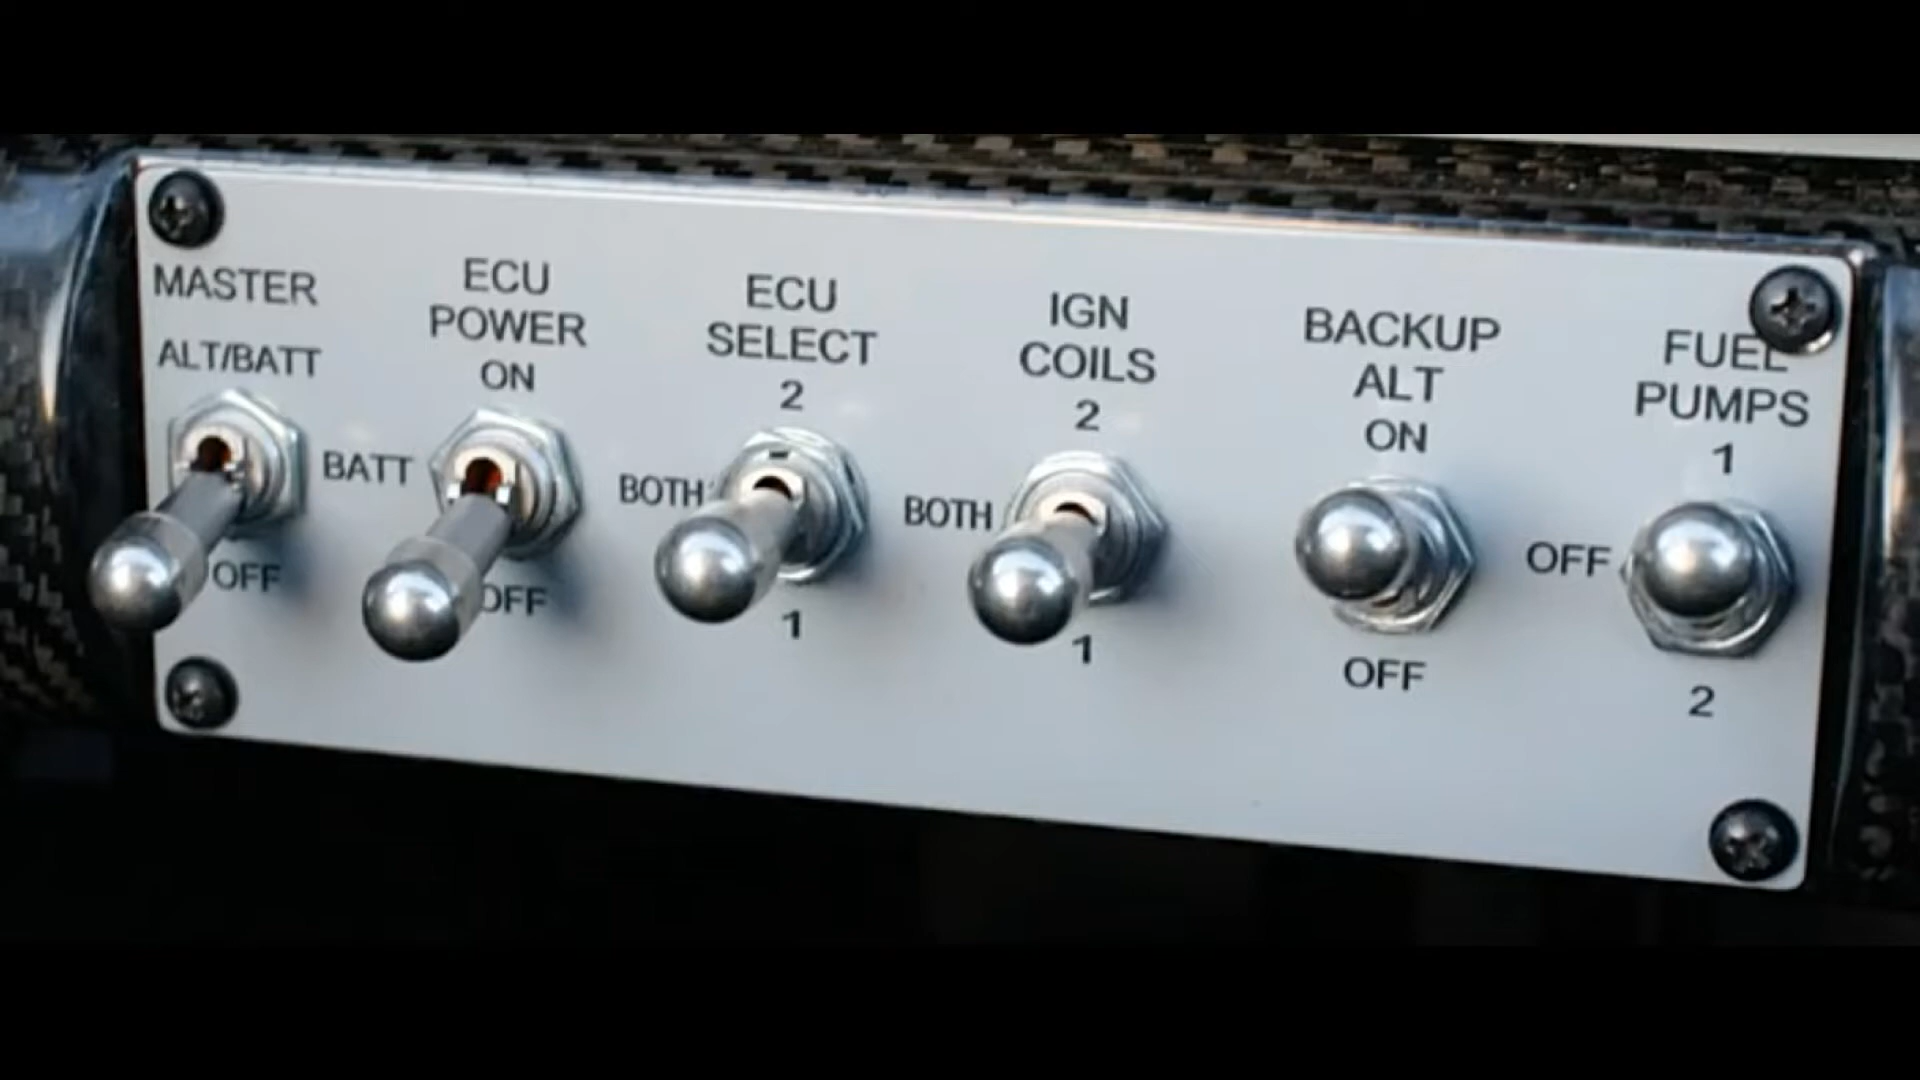 MASTER
ALT/BATT
BATT
OFF
ECU
POWER
ON
OFF
ECU
SELECT
2
BOTH
1
IGN
COILS
2
BOTH
1
BACKUP
ALT
ON
OFF
FUEL
PUMPS
1
OFF
2